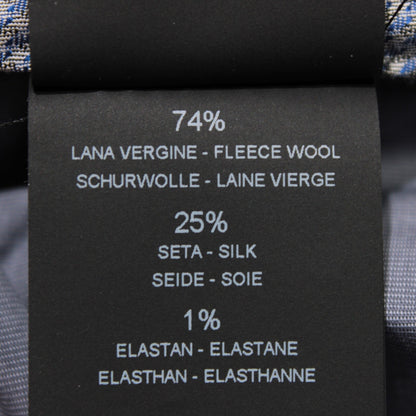 74%
LANA VERGINE - FLEECE WOOL
SCHURWOLLE - LAINE VIERGE
25%
SETA - SILK
SEIDE - SOIE
1%
ELASTAN - ELASTANE
ELASTHAN - ELASTHANNE